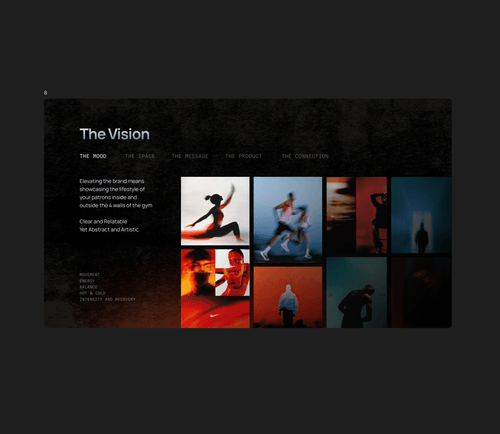 8
The Vision
THE MOOD THE SPACE THE MESSAGE THE PRODUCT THE CONNECTION
Elevating the brand means
showcasing the lifestyle of
your patrons inside and
outside the 4 walls of the gym
Clear and Relatable
Yet Abstract and Artistic
MOVEMENT
ENERGY
BALANCE
HOT & COLD
INTENSITY AND RECOVERY